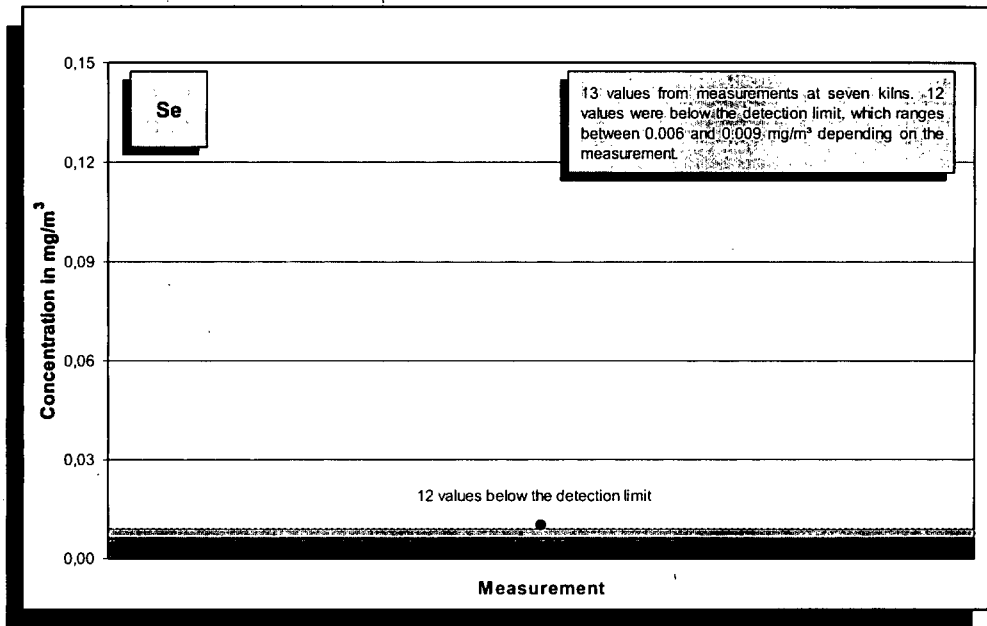 0,15
Se
13 values from measurements at seven kilns. 12
values were below the detection limit, which ranges
between 0.006 and 0.009 mg/m³ depending on the
measurement.
0,12
0,09
0,06
0,03
0,00
Concentration in mg/m³
12 values below the detection limit
Measurement